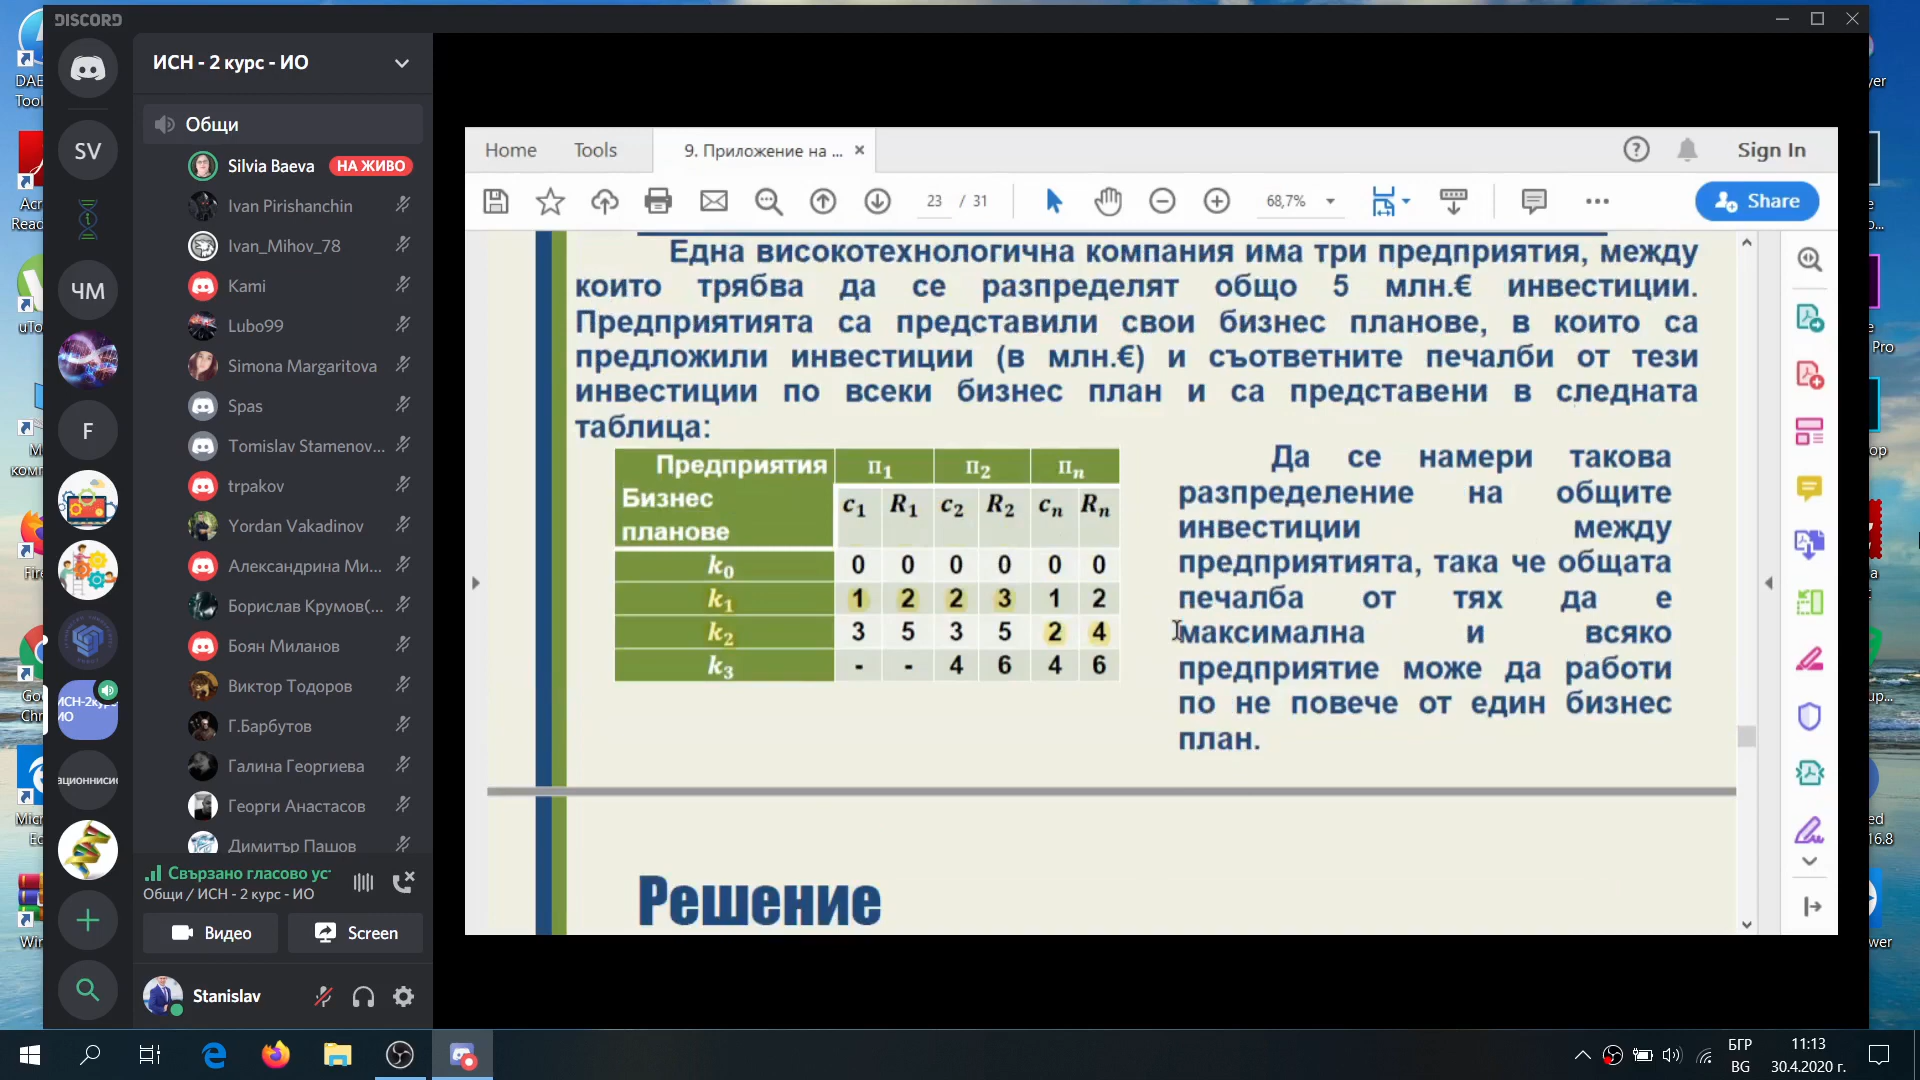 DISCORD
ИСН - 2 курс - ИО
Общи
Silvia Baeva НА ЖИВО
Ivan Pirishanchin
Ivan_Mihov_78
Kami
Lubo99
Simona Margaritova
Spas
Tomislav Stamenov...
trpakov
Yordan Vakadinov
Александрина Ми...
Борислав Крумов(...
Боян Миланов
Виктор Тодоров
Г.Барбутов
Галина Георгиева
Георги Анастасов
Димитър Пашов
Свързано гласово ус
Общи / ИСН - 2 курс - ИО
Видео
Screen
Stanislav
SV
ЧМ
F
ИСН-2курс
ИО
Home
Tools
9. Приложение на ...
Sign In
23 / 31
68,7%
Share
Една високотехнологична компания има три предприятия, между
които трябва да се разпределят общо 5 млн.€ инвестиции.
Предприятията са представили свои бизнес планове, в които са
предложили инвестиции (в млн.€) и съответните печалби от тези
инвестиции по всеки бизнес план и са представени в следната
таблица:
Предприятия п1 п2 пn
Бизнес планове c1 R1 c2 R2 cn Rn
k0 0 0 0 0 0 0
k1 1 2 2 3 1 2
k2 3 5 3 5 2 4
k3 - - 4 6 4 6
Да се намери такова
разпределение на общите
инвестиции между
предприятията, така че общата
печалба от тях да е
максимална и всяко
предприятие може да работи
по не повече от един бизнес
план.
Решение
БГР
BG
11:13
30.4.2020 г.